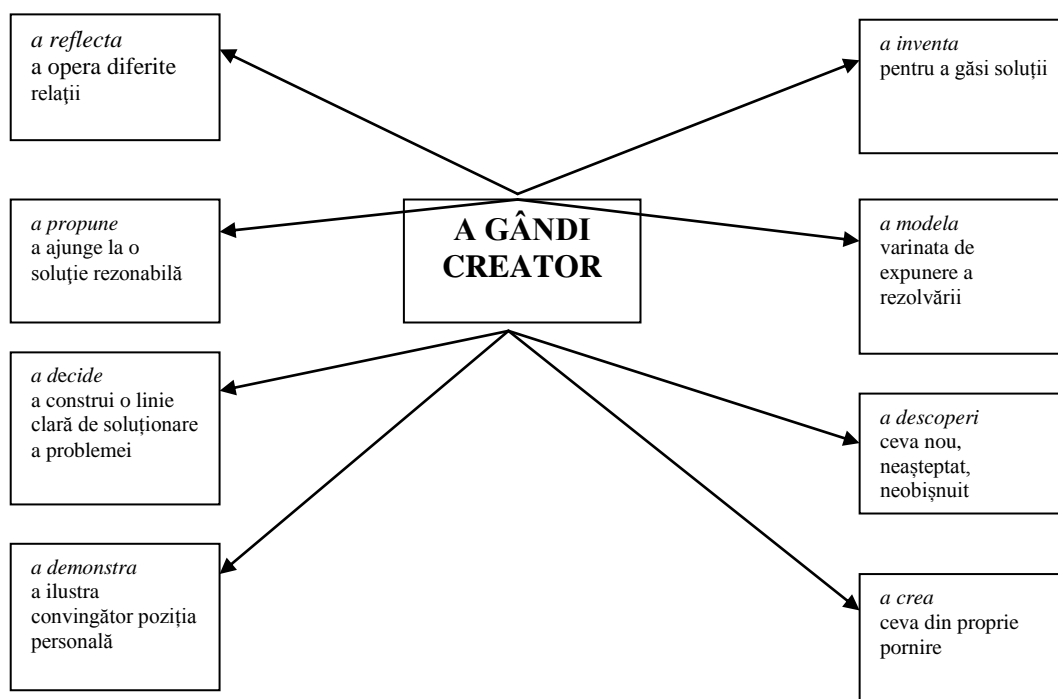 a reflecta
a opera diferite
relaţii
a inventa
pentru a găsi soluții
a propune
a ajunge la o
soluție rezonabilă
A GÂNDI
CREATOR
a modela
varinata de
expunere a
rezolvării
a decide
a construi o linie
clară de soluționare
a problemei
a descoperi
ceva nou,
neașteptat,
neobișnuit
a demonstra
a ilustra
convingător poziția
personală
a crea
ceva din proprie
pornire